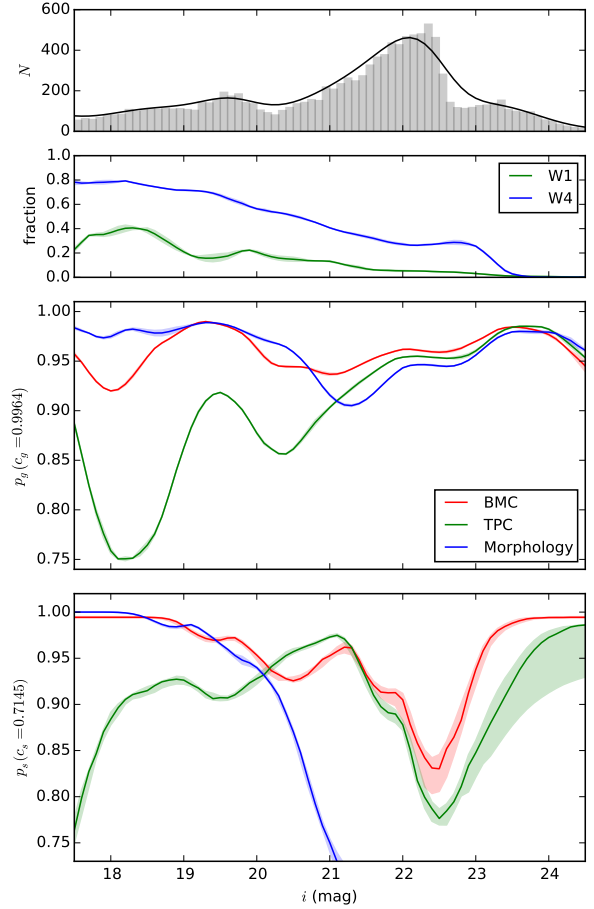 600
400
200
0
N
1.0
0.8
0.6
0.4
0.2
0.0
fraction
W1
W4
1.00
0.95
0.90
0.85
0.80
0.75
p_g (c_g =0.9964)
BMC
TPC
Morphology
1.00
0.95
0.90
0.85
0.80
0.75
p_s (c_s =0.7145)
18 19 20 21 22 23 24
i (mag)